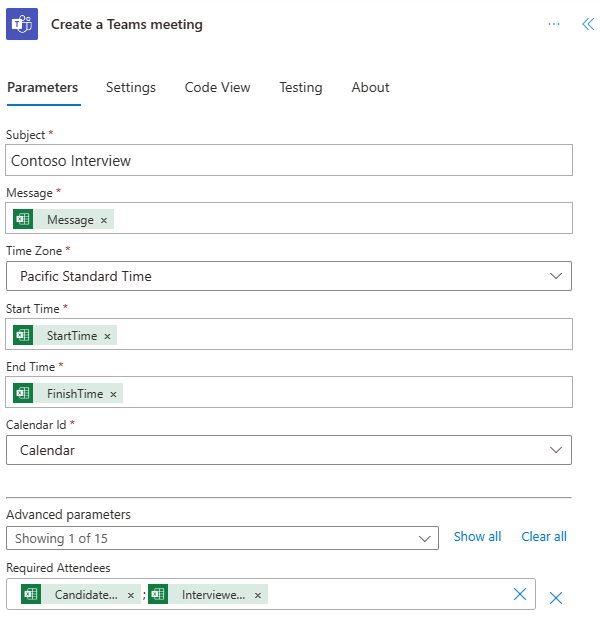 Create a Teams meeting
Parameters Settings Code View Testing About
Subject *
Contoso Interview
Message *
Message ×
Time Zone *
Pacific Standard Time
Start Time *
StartTime ×
End Time *
FinishTime ×
Calendar Id *
Calendar
Advanced parameters
Showing 1 of 15 Show all Clear all
Required Attendees
Candidate... × ; Interviewe... ×